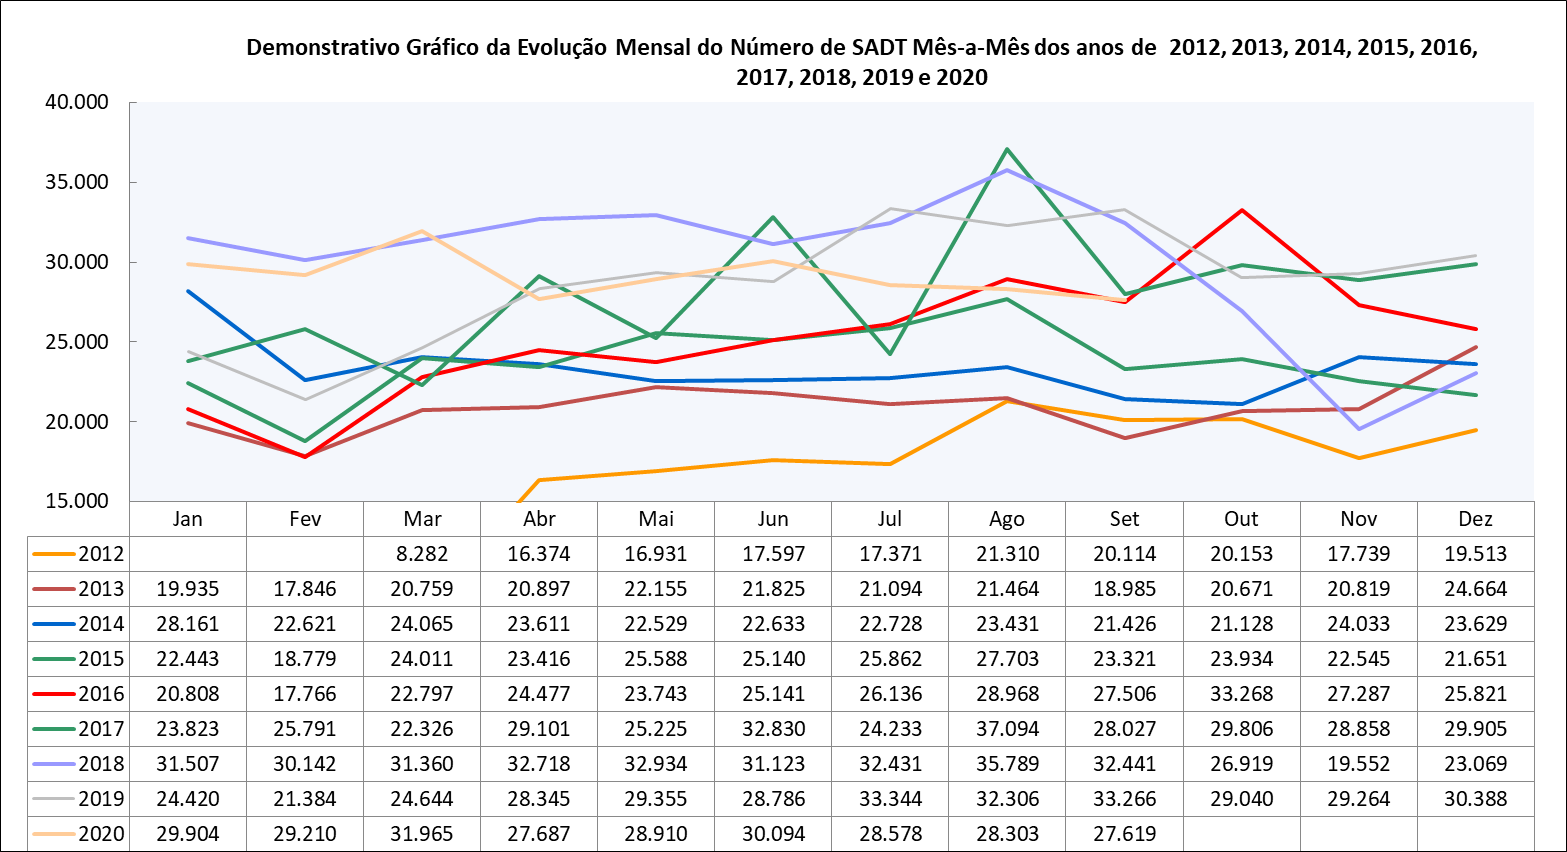 Demonstrativo Gráfico da Evolução Mensal do Número de SADT Mês-a-Mês dos anos de 2012, 2013, 2014, 2015, 2016,
2017, 2018, 2019 e 2020
40.000
35.000
30.000
25.000
20.000
15.000
Jan Fev Mar Abr Mai Jun Jul Ago Set Out Nov Dez
2012 8.282 16.374 16.931 17.597 17.371 21.310 20.114 20.153 17.739 19.513
2013 19.935 17.846 20.759 20.897 22.155 21.825 21.094 21.464 18.985 20.671 20.819 24.664
2014 28.161 22.621 24.065 23.611 22.529 22.633 22.728 23.431 21.426 21.128 24.033 23.629
2015 22.443 18.779 24.011 23.416 25.588 25.140 25.862 27.703 23.321 23.934 22.545 21.651
2016 20.808 17.766 22.797 24.477 23.743 25.141 26.136 28.968 27.506 33.268 27.287 25.821
2017 23.823 25.791 22.326 29.101 25.225 32.830 24.233 37.094 28.027 29.806 28.858 29.905
2018 31.507 30.142 31.360 32.718 32.934 31.123 32.431 35.789 32.441 26.919 19.552 23.069
2019 24.420 21.384 24.644 28.345 29.355 28.786 33.344 32.306 33.266 29.040 29.264 30.388
2020 29.904 29.210 31.965 27.687 28.910 30.094 28.578 28.303 27.619